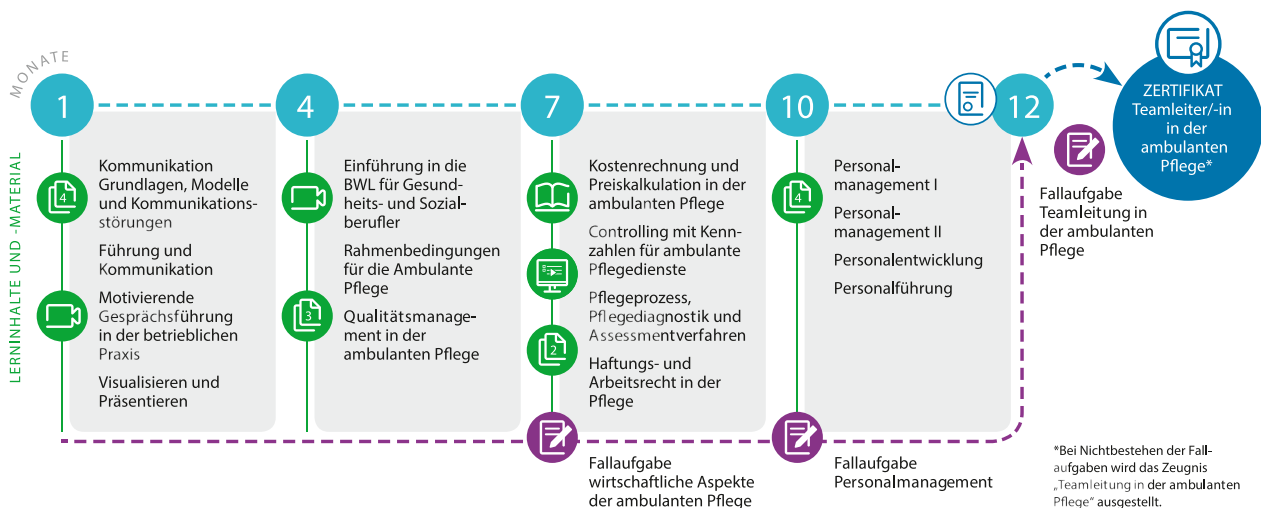 MONATE
LERNINHALTE UND -MATERIAL
1
4
Kommunikation
Grundlagen, Modelle
und Kommunikations-
störungen
Führung und
Kommunikation
Motivierende
Gesprächsführung
in der betrieblichen
Praxis
Visualisieren und
Präsentieren
4
Einführung in die
BWL für Gesund-
heits- und Sozial-
berufler
Rahmenbedingungen
für die Ambulante
Pflege
3
Qualitätsmanage-
ment in der
ambulanten Pflege
7
Kostenrechnung und
Preiskalkulation in der
ambulanten Pflege
Controlling mit Kenn-
zahlen für ambulante
Pflegedienste
Pflegeprozess,
Pflegediagnostik und
Assessmentverfahren
2
Haftungs- und
Arbeitsrecht in der
Pflege
Fallaufgabe
wirtschaftliche Aspekte
der ambulanten Pflege
10
4
Personal-
management I
Personal-
management II
Personalentwicklung
Personalführung
Fallaufgabe
Personalmanagement
12
Fallaufgabe
Teamleitung in
der ambulanten
Pflege
ZERTIFIKAT
Teamleiter/-in
in der
ambulanten
Pflege*
*Bei Nichtbestehen der Fall-
aufgaben wird das Zeugnis
„Teamleitung in der ambulanten
Pflege“ ausgestellt.